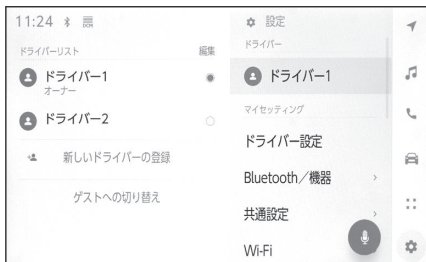 11:24
ドライバーリスト 編集
ドライバー1
オーナー
ドライバー2
新しいドライバーの登録
ゲストへの切り替え
設定
ドライバー
ドライバー1
マイセッティング
ドライバー設定
Bluetooth／機器
共通設定
Wi-Fi